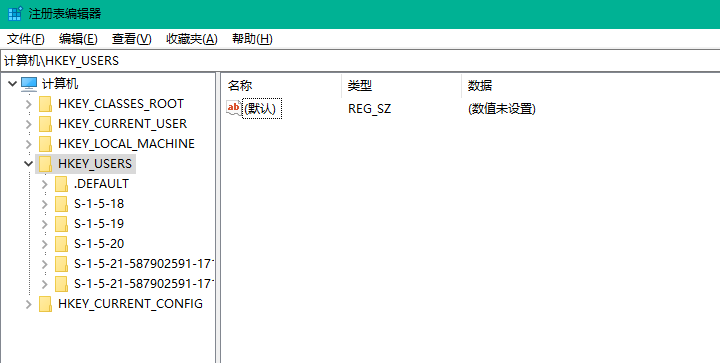 注册表编辑器
文件(F) 编辑(E) 查看(V) 收藏夹(A) 帮助(H)
计算机\HKEY_USERS
计算机
HKEY_CLASSES_ROOT
HKEY_CURRENT_USER
HKEY_LOCAL_MACHINE
HKEY_USERS
.DEFAULT
S-1-5-18
S-1-5-19
S-1-5-20
S-1-5-21-587902591-17
S-1-5-21-587902591-17
HKEY_CURRENT_CONFIG
名称 类型 数据
ab (默认) REG_SZ (数值未设置)